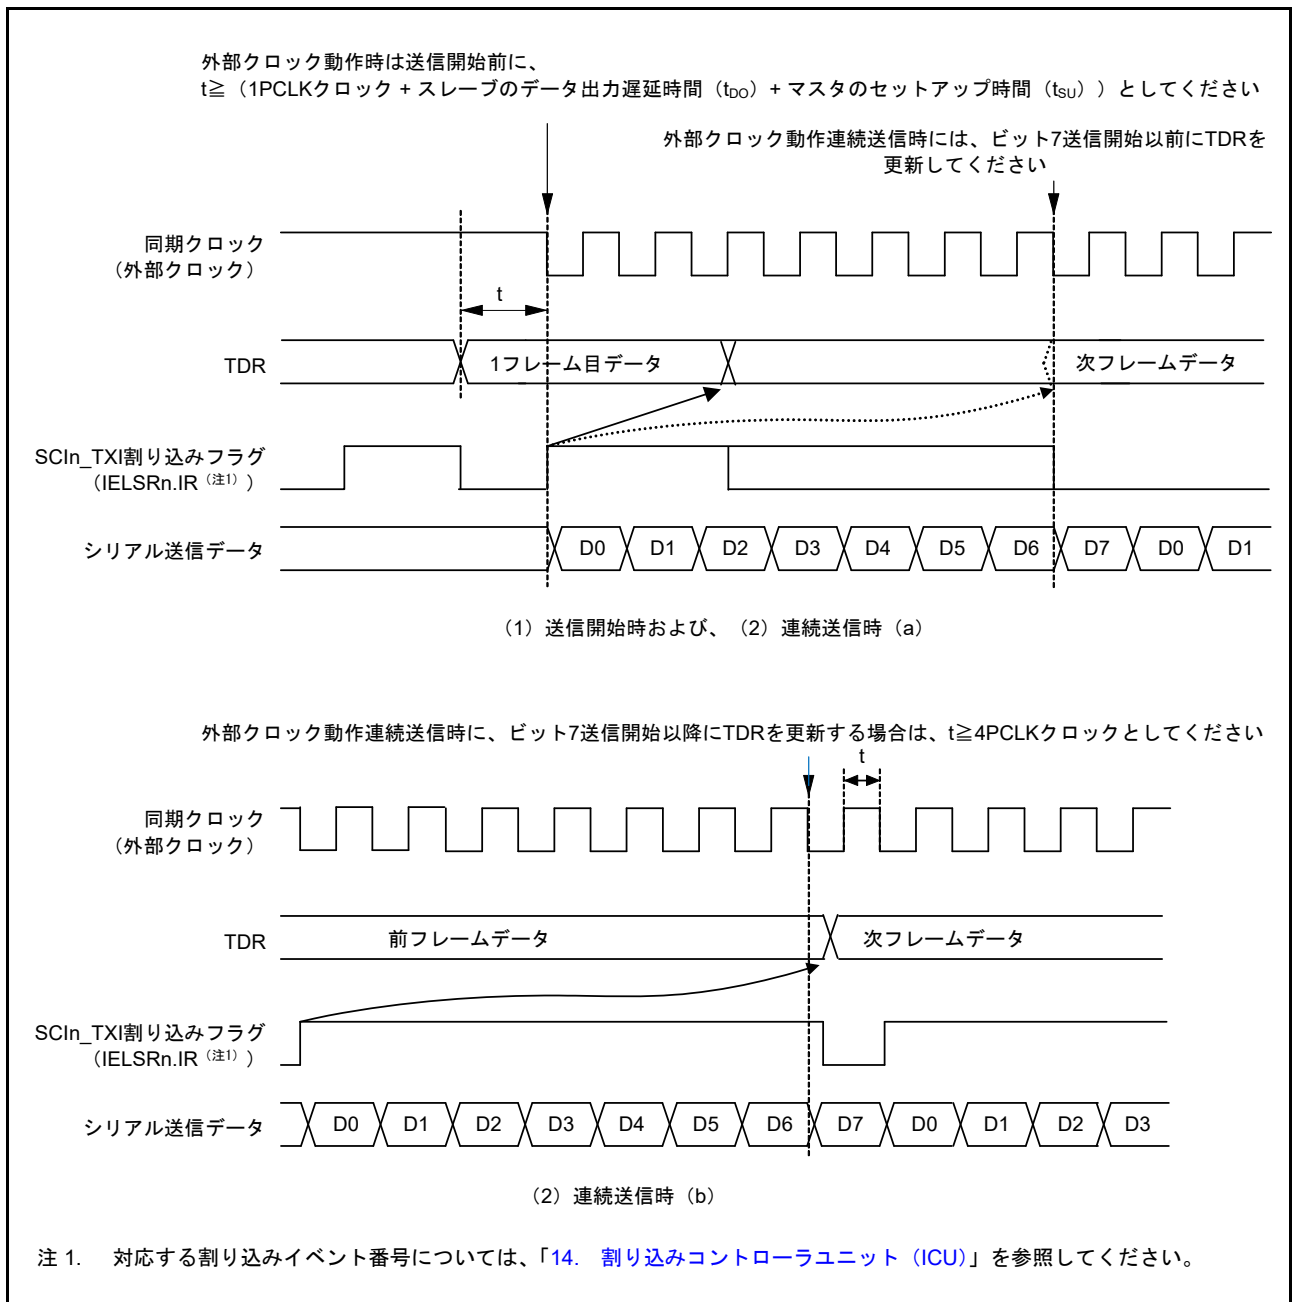 外部クロック動作時は送信開始前に、
t≧（1PCLKクロック + スレーブのデータ出力遅延時間（tDO）+ マスタのセットアップ時間（tSU））としてください
外部クロック動作連続送信時には、ビット7送信開始以前にTDRを
更新してください
同期クロック
（外部クロック）
t
TDR
1フレーム目データ
次フレームデータ
SCIn_TXI割り込みフラグ
（IELSRn.IR（注1））
シリアル送信データ
D0 D1 D2 D3 D4 D5 D6 D7 D0 D1
（1）送信開始時および、（2）連続送信時（a）
外部クロック動作連続送信時に、ビット7送信開始以降にTDRを更新する場合は、t≧4PCLKクロックとしてください
t
同期クロック
（外部クロック）
TDR
前フレームデータ
次フレームデータ
SCIn_TXI割り込みフラグ
（IELSRn.IR（注1））
シリアル送信データ
D0 D1 D2 D3 D4 D5 D6 D7 D0 D1 D2 D3
（2）連続送信時（b）
注 1. 対応する割り込みイベント番号については、「14. 割り込みコントローラユニット（ICU）」を参照してください。